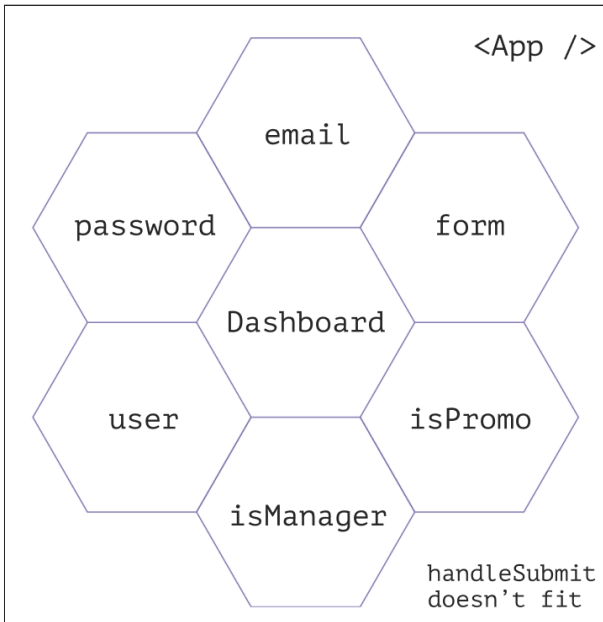 <App />
email
password
form
Dashboard
user
isPromo
isManager
handleSubmit
doesn't fit